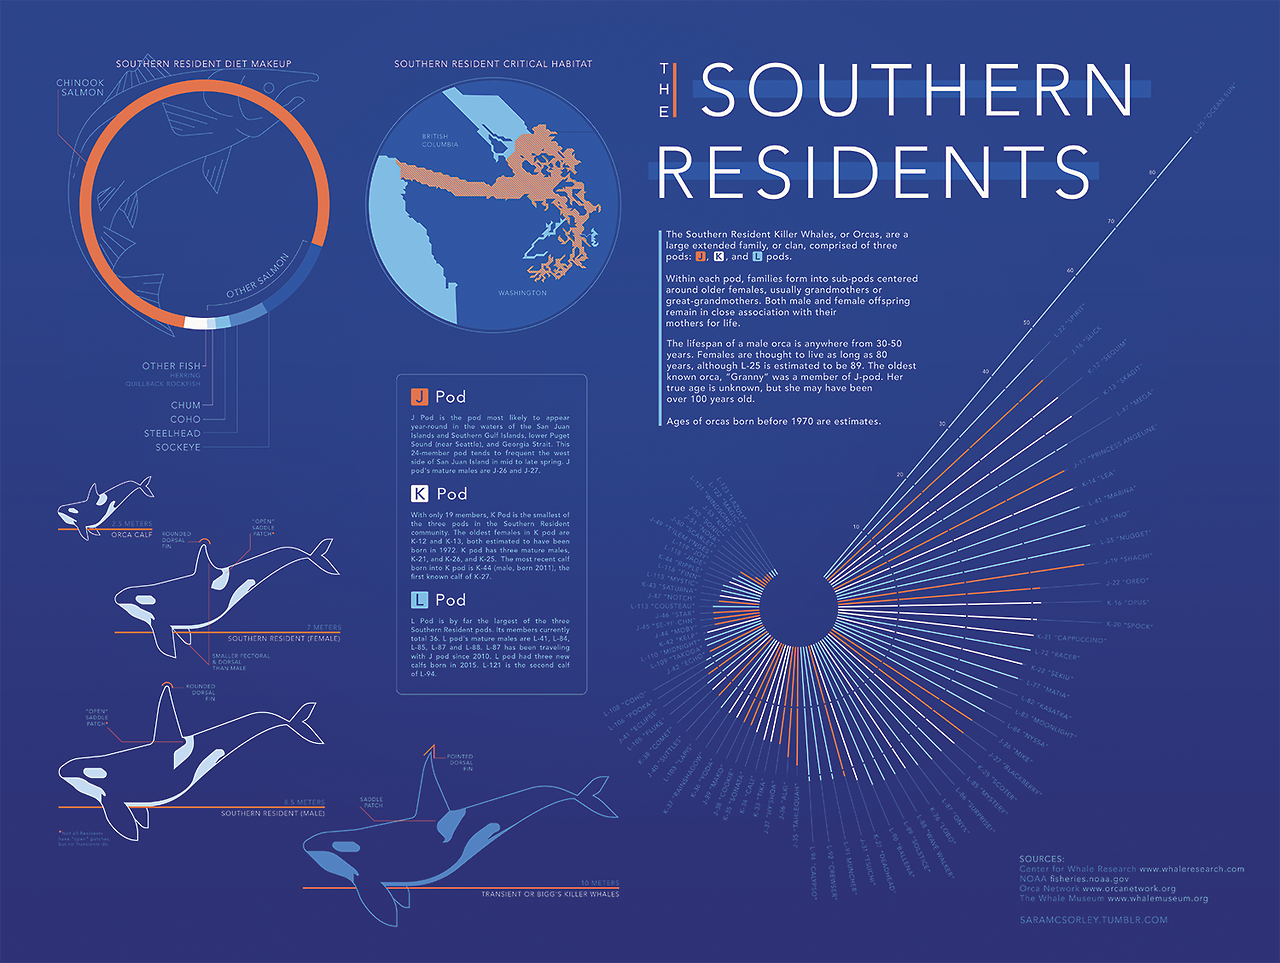 SOUTHERN RESIDENT DIET MAKEUP
CHINOOK
SALMON
OTHER SALMON
OTHER FISH
HERRING
QUILLBACK ROCKFISH
CHUM
COHO
STEELHEAD
SOCKEYE
SOUTHERN RESIDENT CRITICAL HABITAT
BRITISH
COLUMBIA
WASHINGTON
THE
SOUTHERN
RESIDENTS
The Southern Resident Killer Whales, or Orcas, are a
large extended family, or clan, comprised of three
pods: J, K, and L pods.
Within each pod, families form into sub-pods centered
around older females, usually grandmothers or
great-grandmothers. Both male and female offspring
remain in close association with their
mothers for life.
The lifespan of a male orca is anywhere from 30-50
years. Females are thought to live as long as 80
years, although L-25 is estimated to be 89. The oldest
known orca, "Granny" was a member of J-pod. Her
true age is unknown, but she may have been
over 100 years old.
Ages of orcas born before 1970 are estimates.
J Pod
J Pod is the pod most likely to appear
year-round in the waters of the San Juan
Islands and Southern Gulf Islands, lower Puget
Sound (near Seattle), and Georgia Strait. This
24-member pod tends to frequent the west
side of San Juan Island in mid to late spring. J
pod's mature males are J-26 and J-27.
K Pod
With only 19 members, K Pod is the smallest of
the three pods in the Southern Resident
community. The oldest females in K pod are
K-12 and K-13, both estimated to have been
born in 1972. K pod has three mature males,
K-21, and K-26, and K-25. The most recent calf
born into K pod is K-44 (male, born 2011), the
first known calf of K-27.
L Pod
L Pod is by far the largest of the three
Southern Resident pods. Its members currently
total 36. L pod's mature males are L-41, L-84,
L-85, L-87 and L-88. L-87 has been traveling
with J pod since 2010. L pod had three new
calfs born in 2015. L-121 is the second calf
of L-94.
2.5 METERS
ORCA CALF
ROUNDED
DORSAL
FIN
"OPEN"
SADDLE
PATCH*
7 METERS
SOUTHERN RESIDENT (FEMALE)
SMALLER PECTORAL
& DORSAL
THAN MALE
ROUNDED
DORSAL
FIN
"OPEN"
SADDLE
PATCH*
8.5 METERS
SOUTHERN RESIDENT (MALE)
*Not all Residents
have "open" patches,
but no Transients do.
POINTED
DORSAL
FIN
SADDLE
PATCH
10 METERS
TRANSIENT OR BIGG'S KILLER WHALES
10
20
30
40
50
60
70
80
L-25 "OCEAN SUN"
L-22 "SPIRIT"
J-16 "SLICK"
K-12 "SEQUIM"
K-13 "SKAGIT"
L-47 "MEGA"
J-17 "PRINCESS ANGELINE"
K-14 "LEA"
L-41 "MARINA"
L-54 "INO"
L-55 "NUGGET"
J-19 "SHACHI"
J-22 "OREO"
K-16 "OPUS"
K-20 "SPOCK"
K-21 "CAPPUCCINO"
L-72 "RACER"
K-22 "SEKIU"
L-77 "MATIA"
L-82 "KASATKA"
L-83 "MOONLIGHT"
L-84 "NYSSA"
J-26 "MIKE"
J-27 "BLACKBERRY"
K-25 "SCOTER"
L-85 "MYSTERY"
L-86 "SURPRISE!"
L-87 "ONYX"
K-26 "LOBO"
L-88 "WAVE WALKER"
L-89 "SOLSTICE"
L-90 "BALLENA"
K-27 "DEADHEAD"
J-31 "TSUCHI"
L-91 "MUNCHER"
L-92 "CREWSER"
L-94 "CALYPSO"
J-35 "TAHLEQUAH"
J-36 "ALKI"
J-37 "HY'SHQA"
K-33 "TIKA"
K-34 "CALI"
K-35 "SONATA"
J-38 "COOKIE"
J-39 "MAKO"
K-36 "YODA"
K-37 "RAINSHADOW"
L-103 "LAPIS"
J-40 "SUTTLES"
K-38 "COMET"
L-105 "FLUKE"
J-41 "ECLIPSE"
L-106 "POOKA"
L-108 "COHO"
J-42 "ECHO"
L-109 "TAKODA"
L-110 "MIDNIGHT"
K-42 "KELP"
J-44 "MOBY"
J-45 "SE-YI'-CHN"
J-46 "STAR"
L-113 "COUSTEAU"
J-47 "NOTCH"
K-43 "SATURNA"
L-115 "MYSTIC"
SOURCES:
Center for Whale Research www.whaleresearch.com
NOAA fisheries.noaa.gov
Orca Network www.orcanetwork.org
The Whale Museum www.whalemuseum.org
SARAMCSORLEY.TUMBLR.COM